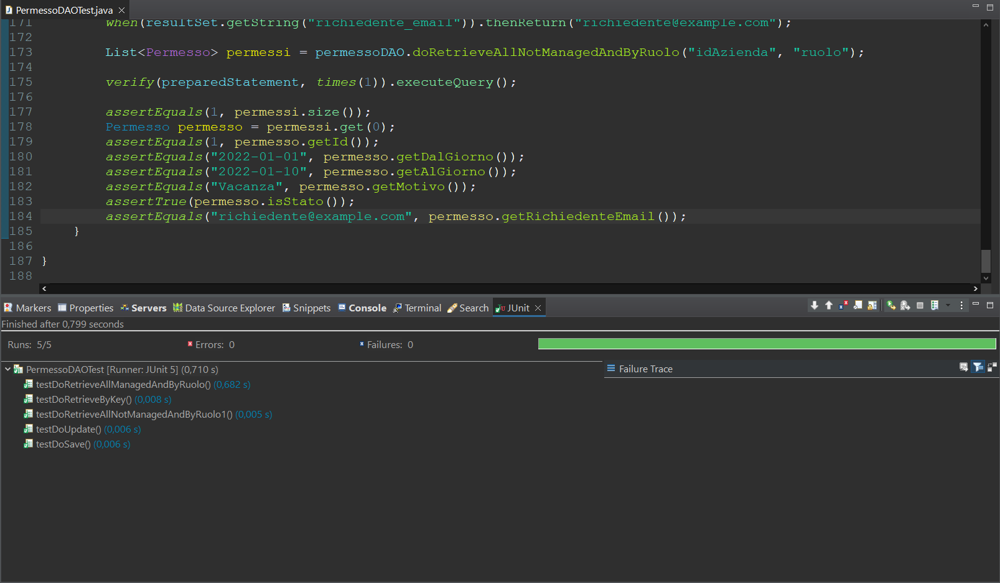 PermessoDAOTest.java
171 when(resultSet.getString("richiedente_email")).thenReturn("richiedente@example.com");
172
173 List<Permesso> permessi = permessoDAO.doRetrieveAllNotManagedAndByRuolo("idAzienda", "ruolo");
174
175 verify(preparedStatement, times(1)).executeQuery();
176
177 assertEquals(1, permessi.size());
178 Permesso permesso = permessi.get(0);
179 assertEquals(1, permesso.getId());
180 assertEquals("2022-01-01", permesso.getDalGiorno());
181 assertEquals("2022-01-10", permesso.getAlGiorno());
182 assertEquals("Vacanza", permesso.getMotivo());
183 assertTrue(permesso.isStato());
184 assertEquals("richiedente@example.com", permesso.getRichiedenteEmail());
185 }
186
187 }
188
Markers Properties Servers Data Source Explorer Snippets Console Terminal Search JUnit
Finished after 0,799 seconds
Runs: 5/5 Errors: 0 Failures: 0
PermessoDAOTest [Runner: JUnit 5] (0,710 s)
Failure Trace
testDoRetrieveAllManagedAndByRuolo() (0,682 s)
testDoRetrieveByKey() (0,008 s)
testDoRetrieveAllNotManagedAndByRuolo1() (0,005 s)
testDoUpdate() (0,006 s)
testDoSave() (0,006 s)